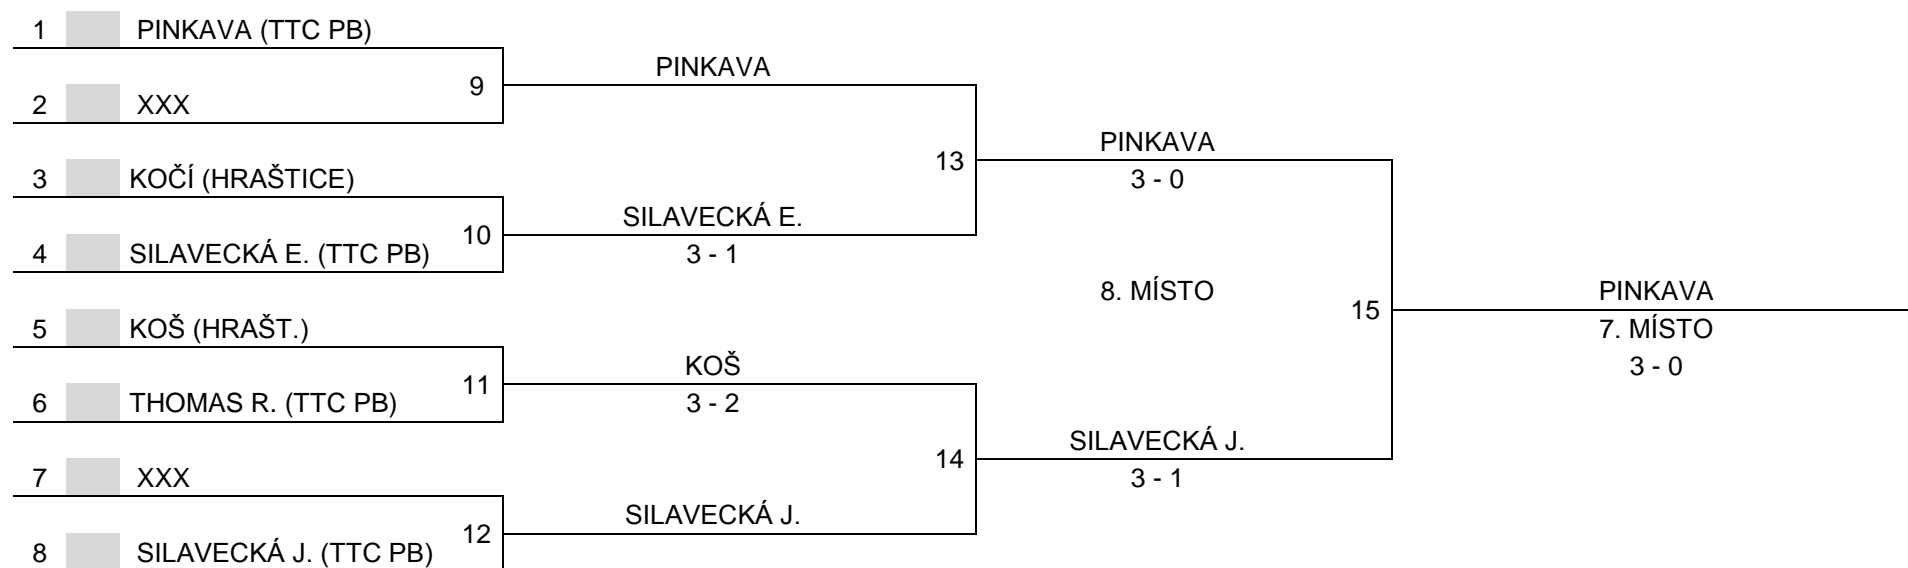 1 PINKAVA (TTC PB)
PINKAVA
9
2 XXX
PINKAVA
13
3 KOČÍ (HRAŠTICE)
3 - 0
SILAVECKÁ E.
10
4 SILAVECKÁ E. (TTC PB)
3 - 1
8. MÍSTO
PINKAVA
15
5 KOŠ (HRAŠT.)
7. MÍSTO
KOŠ
3 - 0
11
6 THOMAS R. (TTC PB)
3 - 2
SILAVECKÁ J.
14
7 XXX
3 - 1
SILAVECKÁ J.
12
8 SILAVECKÁ J. (TTC PB)